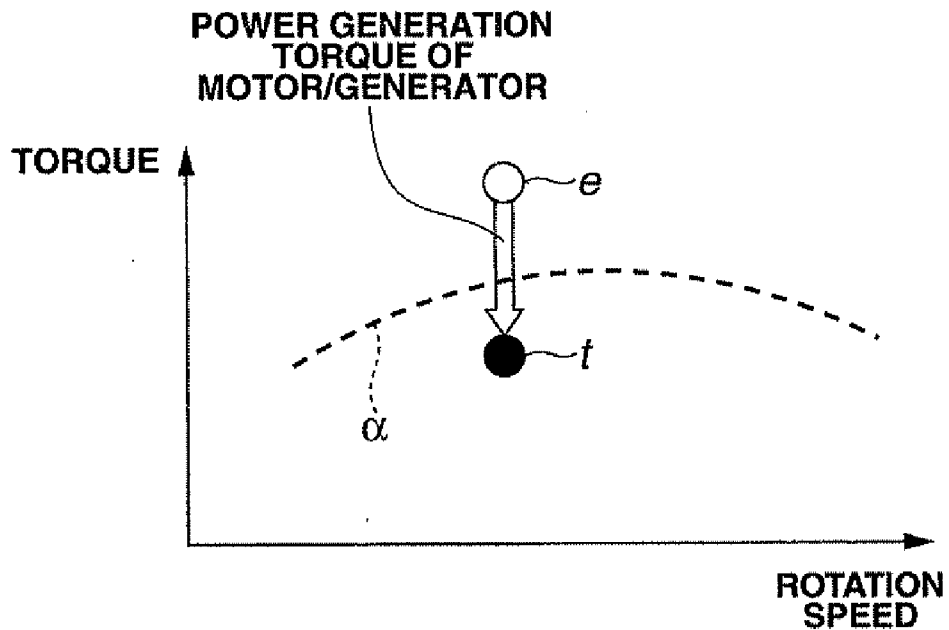 POWER GENERATION
TORQUE OF
MOTOR/GENERATOR
TORQUE
e
t
α
ROTATION
SPEED